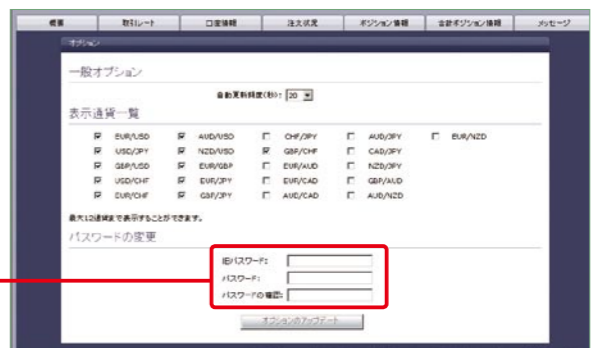 概要 取引レート 口座情報 注文状況 ポジション情報 合計ポジション情報 メッセージ
オプション
一般オプション
自動更新頻度(秒): 20
表示通貨一覧
EUR/USD AUD/USD CHF/JPY AUD/JPY EUR/NZD
USD/JPY NZD/USD GBP/CHF CAD/JPY
GBP/USD EUR/GBP EUR/AUD NZD/JPY
USD/CHF EUR/JPY EUR/CAD GBP/AUD
EUR/CHF GBP/JPY AUD/CAD AUD/NZD
最大12通貨まで表示することができます。
パスワードの変更
旧パスワード:
パスワード:
パスワードの確認:
オプションのアップデート